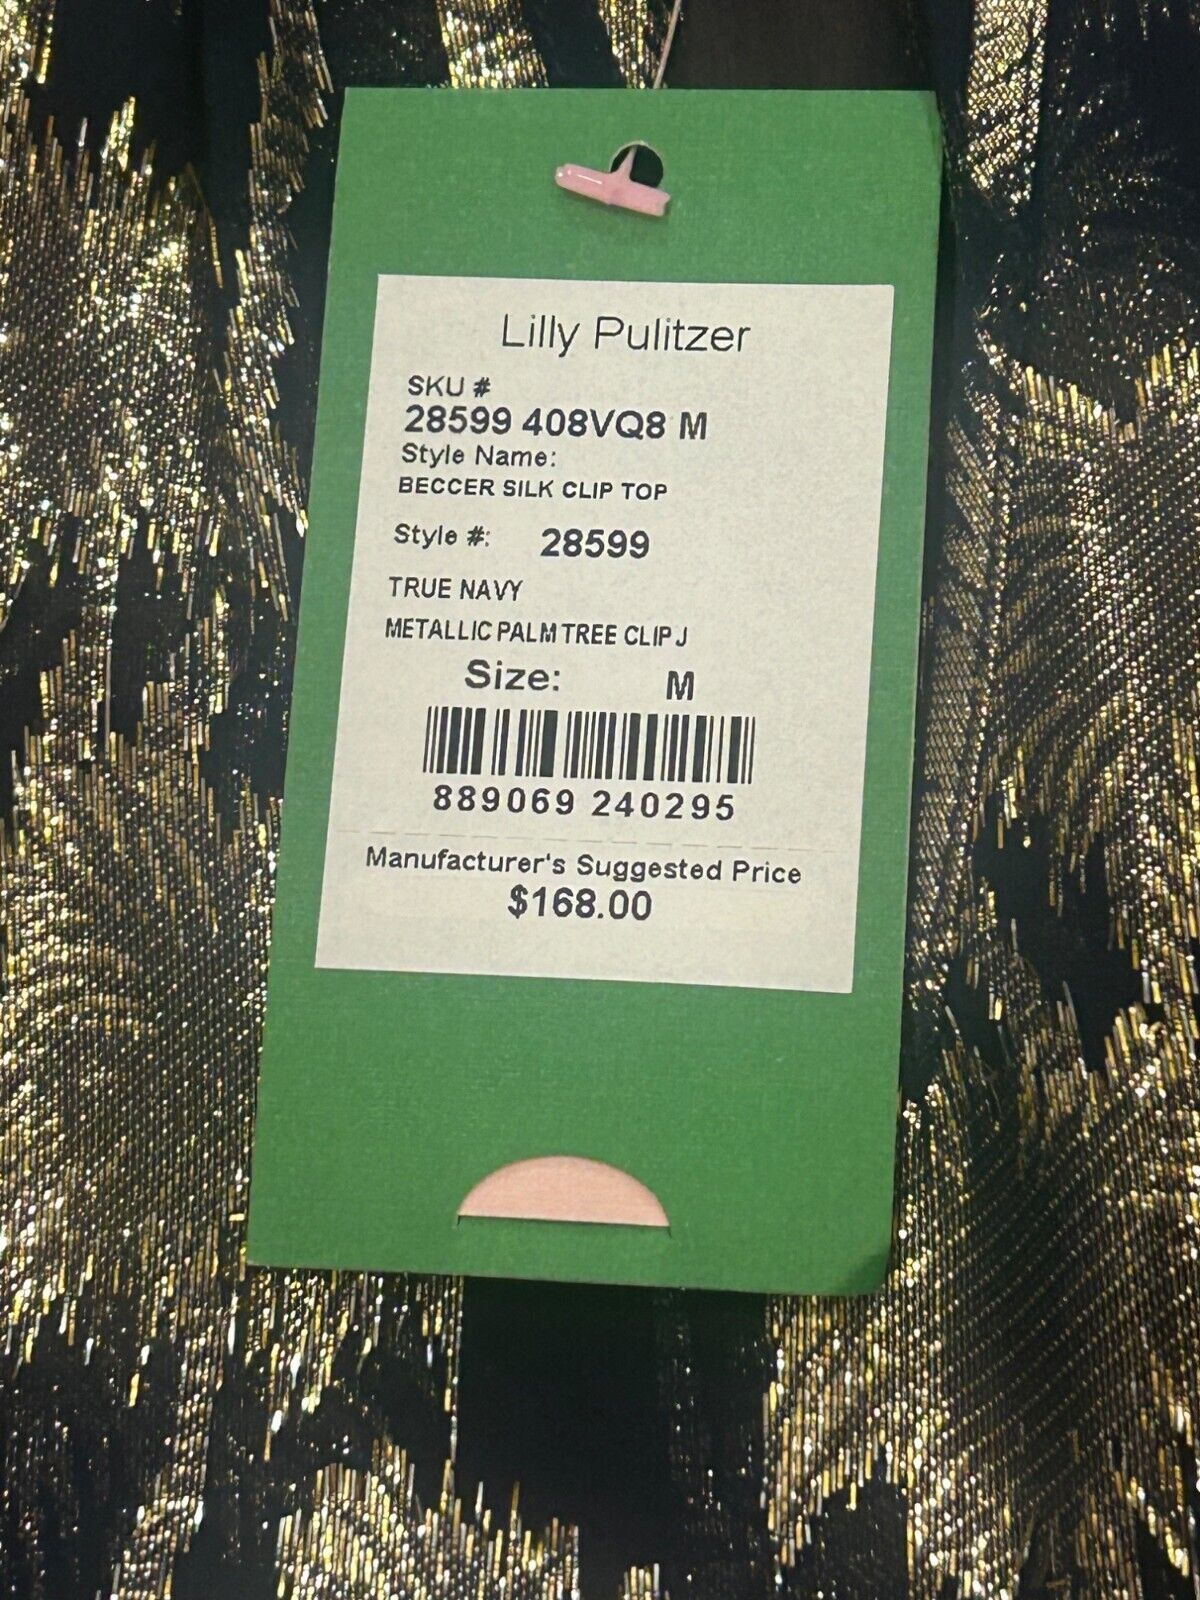 Lilly Pulitzer
SKU #
28599 408VQ8 M
Style Name:
BECCER SILK CLIP TOP
Style #: 28599
TRUE NAVY
METALLIC PALM TREE CLIP J
Size: M
889069 240295
Manufacturer's Suggested Price
$168.00